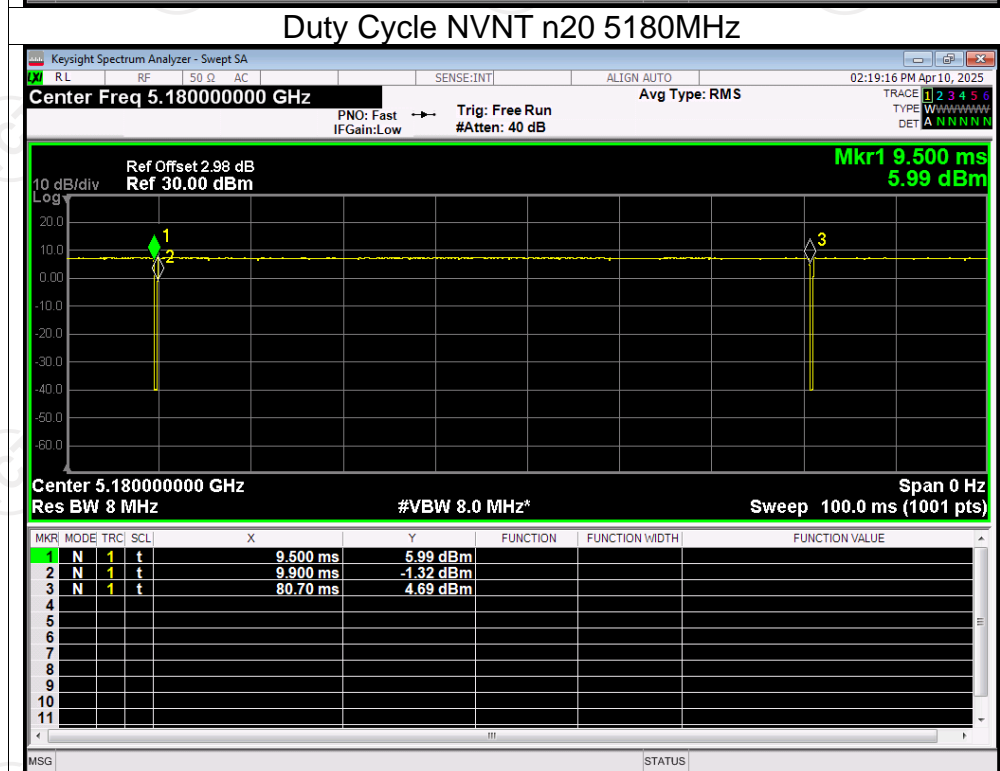 Duty Cycle NVNT n20 5180MHz
Keysight Spectrum Analyzer - Swept SA
LXI RL RF 50 Ω AC SENSE:INT ALIGN AUTO 02:19:16 PM Apr 10, 2025
Center Freq 5.180000000 GHz Avg Type: RMS TRACE 1 2 3 4 5 6
PNO: Fast Trig: Free Run TYPE WWWWWW
IFGain:Low #Atten: 40 dB DET A N N N N N
Mkr1 9.500 ms
Ref Offset 2.98 dB
10 dB/div Ref 30.00 dBm 5.99 dBm
Log
20.0
1
3
10.0
2
0.00
-10.0
-20.0
-30.0
-40.0
-50.0
-60.0
Center 5.180000000 GHz Span 0 Hz
Res BW 8 MHz #VBW 8.0 MHz* Sweep 100.0 ms (1001 pts)
MKR MODE TRC SCL X Y FUNCTION FUNCTION WIDTH FUNCTION VALUE
1 N 1 t 9.500 ms 5.99 dBm
2 N 1 t 9.900 ms -1.32 dBm
3 N 1 t 80.70 ms 4.69 dBm
4
5
6
7
8
9
10
11
MSG STATUS